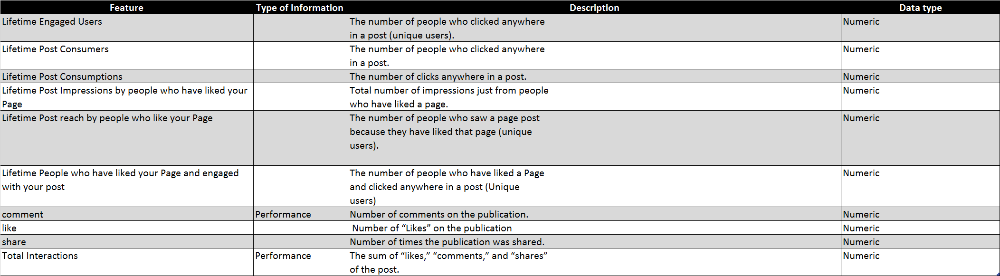 Feature Type of Information Description Data type
Lifetime Engaged Users The number of people who clicked anywhere Numeric
in a post (unique users).
Lifetime Post Consumers The number of people who clicked anywhere Numeric
in a post.
Lifetime Post Consumptions The number of clicks anywhere in a post. Numeric
Lifetime Post Impressions by people who have liked your Total number of impressions just from people Numeric
Page who have liked a page.
Lifetime Post reach by people who like your Page The number of people who saw a page post Numeric
because they have liked that page (unique
users).
Lifetime People who have liked your Page and engaged The number of people who have liked a Page Numeric
with your post and clicked anywhere in a post (Unique
users)
comment Performance Number of comments on the publication. Numeric
like Number of “Likes” on the publication Numeric
share Number of times the publication was shared. Numeric
Total Interactions Performance The sum of “likes,” “comments,” and “shares” Numeric
of the post.